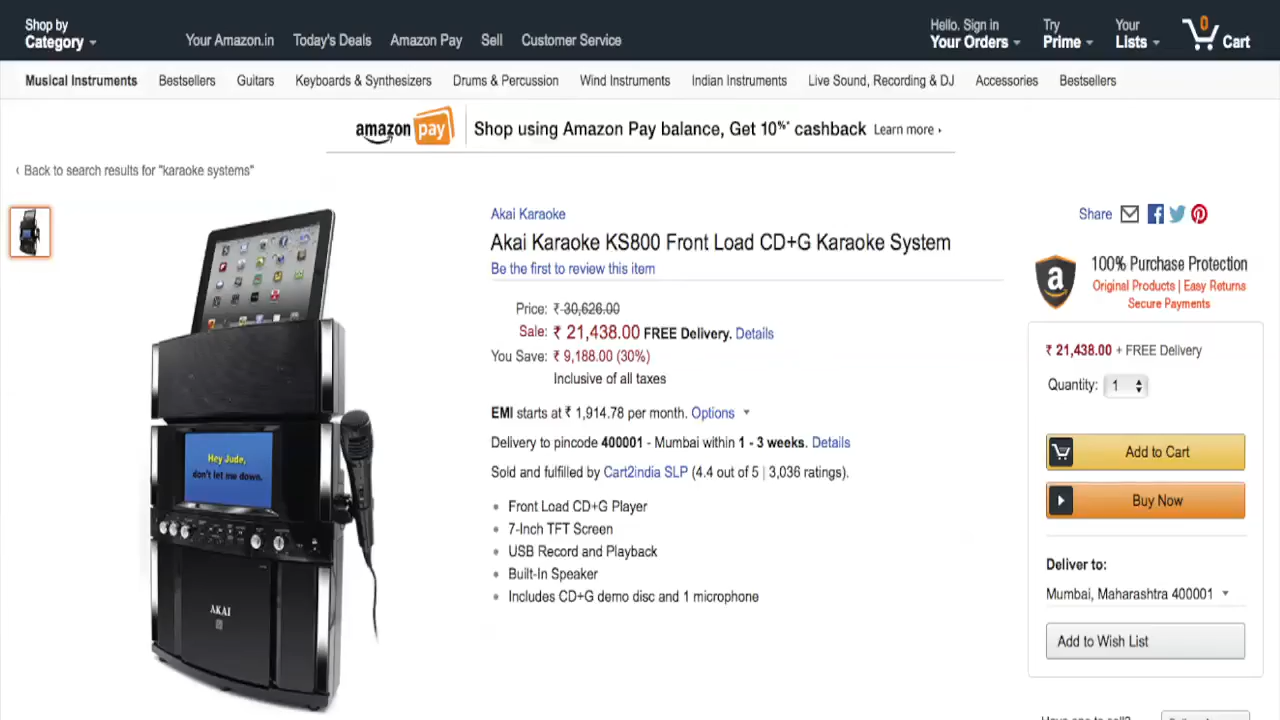 Shop by
Category
Your Amazon.in Today's Deals Amazon Pay Sell Customer Service
Hello. Sign in
Your Orders
Try
Prime
Your
Lists
0
Cart
Musical Instruments Bestsellers Guitars Keyboards & Synthesizers Drums & Percussion Wind Instruments Indian Instruments Live Sound, Recording & DJ Accessories Bestsellers
amazon pay Shop using Amazon Pay balance, Get 10%* cashback Learn more ›
‹ Back to search results for "karaoke systems"
Akai Karaoke
Akai Karaoke KS800 Front Load CD+G Karaoke System
Be the first to review this item
Price: ₹ 30,626.00
Sale: ₹ 21,438.00 FREE Delivery. Details
You Save: ₹ 9,188.00 (30%)
Inclusive of all taxes
EMI starts at ₹ 1,914.78 per month. Options
Delivery to pincode 400001 - Mumbai within 1 - 3 weeks. Details
Sold and fulfilled by Cart2india SLP (4.4 out of 5 | 3,036 ratings).
• Front Load CD+G Player
• 7-Inch TFT Screen
• USB Record and Playback
• Built-In Speaker
• Includes CD+G demo disc and 1 microphone
Hey Jude,
don't let me down.
AKAI
Share
a
100% Purchase Protection
Original Products | Easy Returns
Secure Payments
₹ 21,438.00 + FREE Delivery
Quantity: 1
Add to Cart
Buy Now
Deliver to:
Mumbai, Maharashtra 400001
Add to Wish List